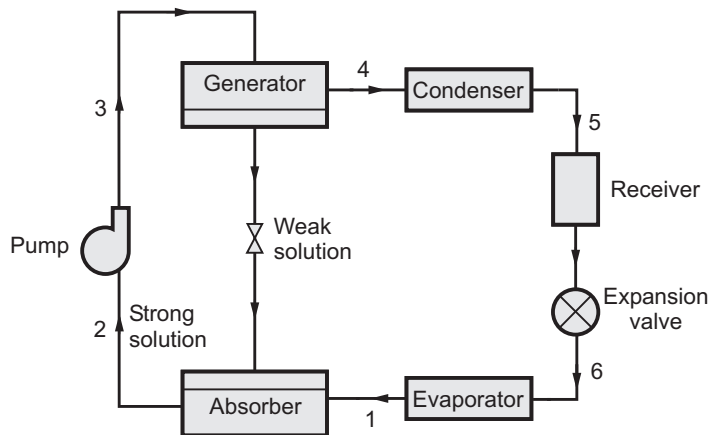 Generator
4
Condenser
3
5
Receiver
Pump
Weak
solution
Expansion
valve
2
Strong
solution
6
Absorber
1
Evaporator